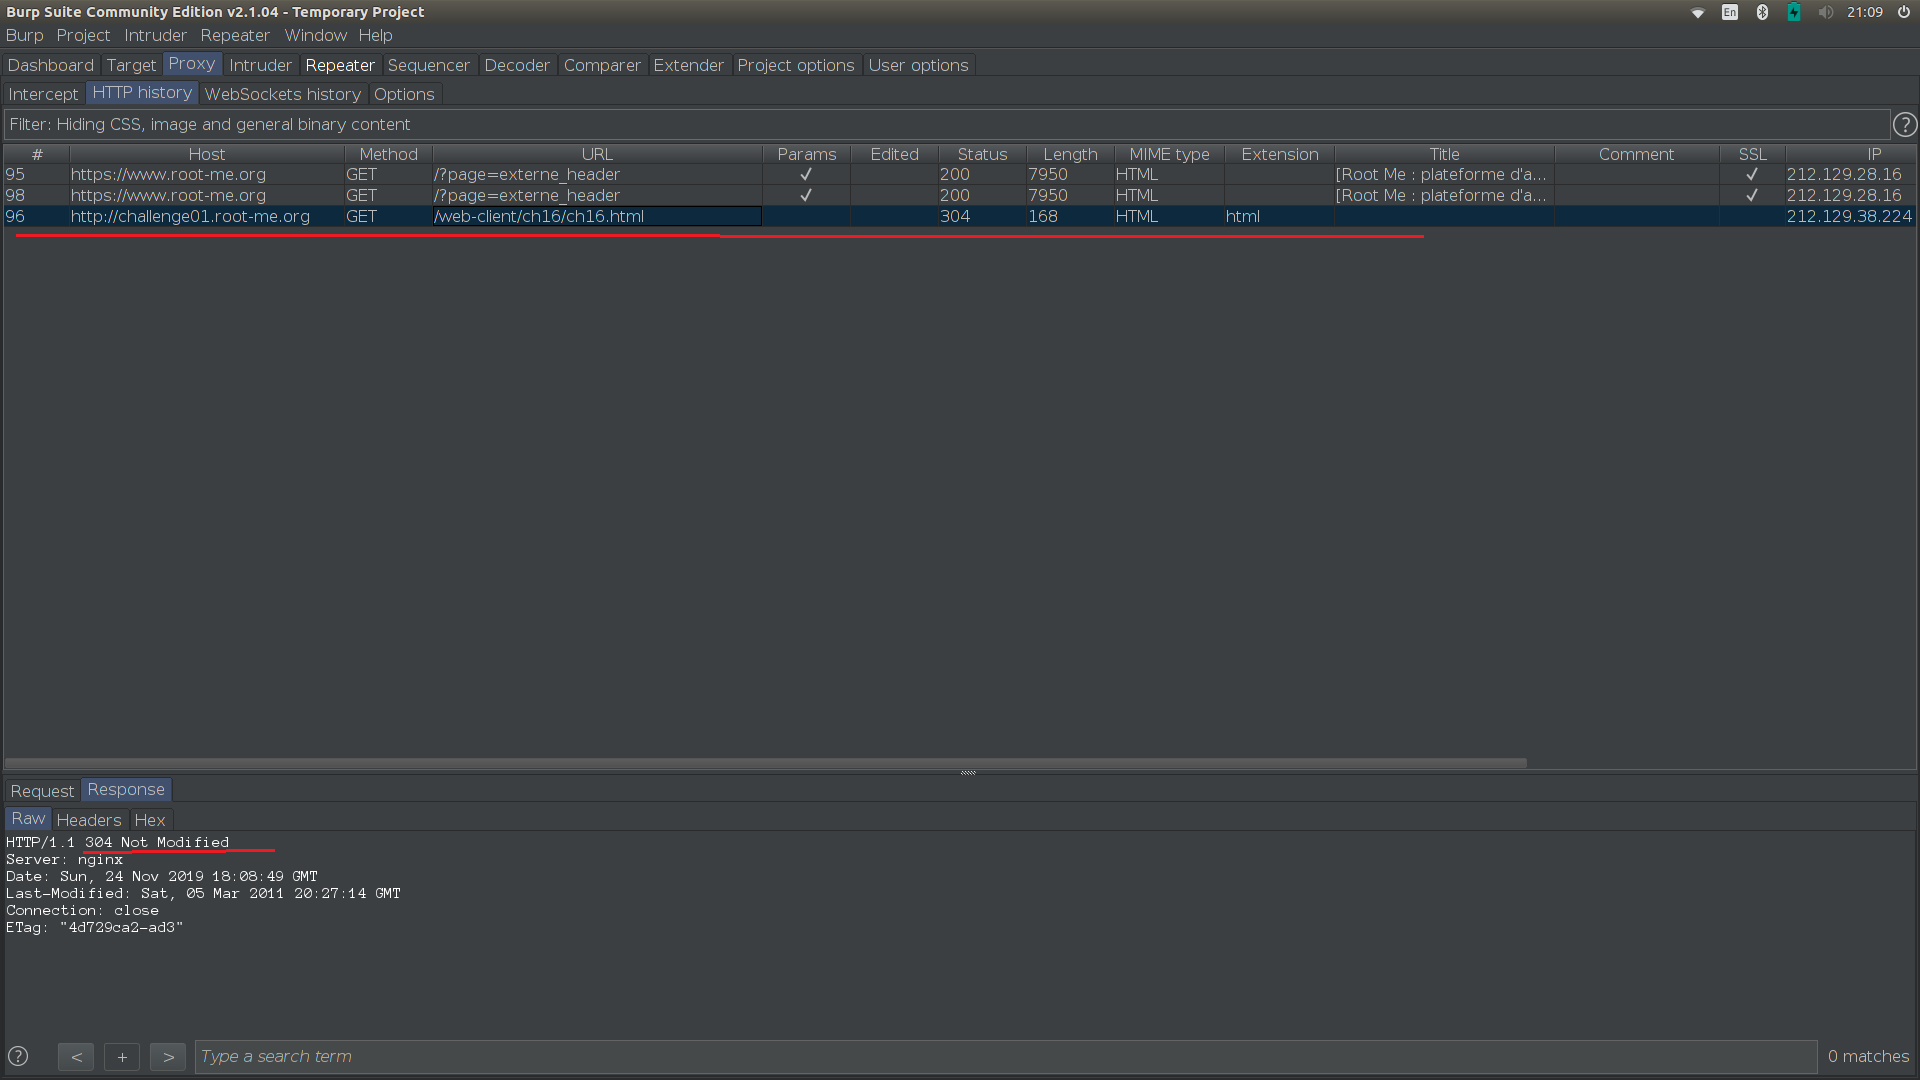 Burp Suite Community Edition v2.1.04 - Temporary Project En 21:09
Burp Project Intruder Repeater Window Help
Dashboard Target Proxy Intruder Repeater Sequencer Decoder Comparer Extender Project options User options
Intercept HTTP history WebSockets history Options
Filter: Hiding CSS, image and general binary content ?
# Host Method URL Params Edited Status Length MIME type Extension Title Comment SSL IP
95 https://www.root-me.org GET /?page=externe_header ✓ 200 7950 HTML [Root Me : plateforme d'a... ✓ 212.129.28.16
98 https://www.root-me.org GET /?page=externe_header ✓ 200 7950 HTML [Root Me : plateforme d'a... ✓ 212.129.28.16
96 http://challenge01.root-me.org GET /web-client/ch16/ch16.html 304 168 HTML html 212.129.38.224
Request Response
Raw Headers Hex
HTTP/1.1 304 Not Modified
Server: nginx
Date: Sun, 24 Nov 2019 18:08:49 GMT
Last-Modified: Sat, 05 Mar 2011 20:27:14 GMT
Connection: close
ETag: "4d729ca2-ad3"
? < + > Type a search term 0 matches